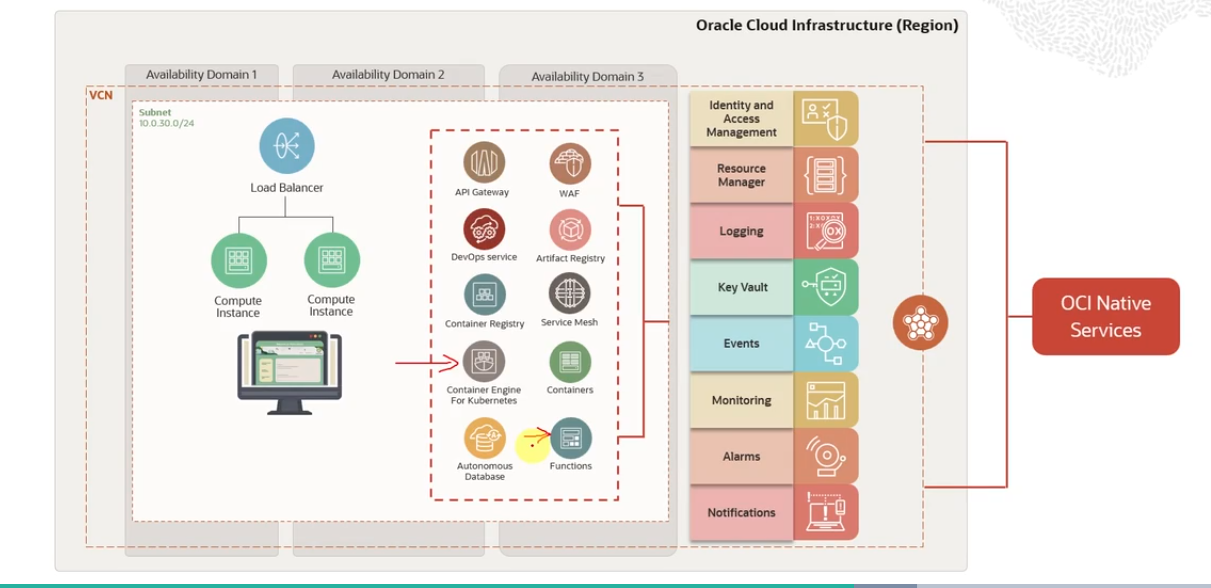 Oracle Cloud Infrastructure (Region)
Availability Domain 1
Availability Domain 2
Availability Domain 3
VCN
Subnet
10.0.30.0/24
Load Balancer
Compute
Instance
Compute
Instance
API Gateway
WAF
DevOps service
Artifact Registry
Container Registry
Service Mesh
Container Engine
For Kubernetes
Containers
Autonomous
Database
Functions
Identity and
Access
Management
Resource
Manager
Logging
Key Vault
Events
Monitoring
Alarms
Notifications
OCI Native
Services